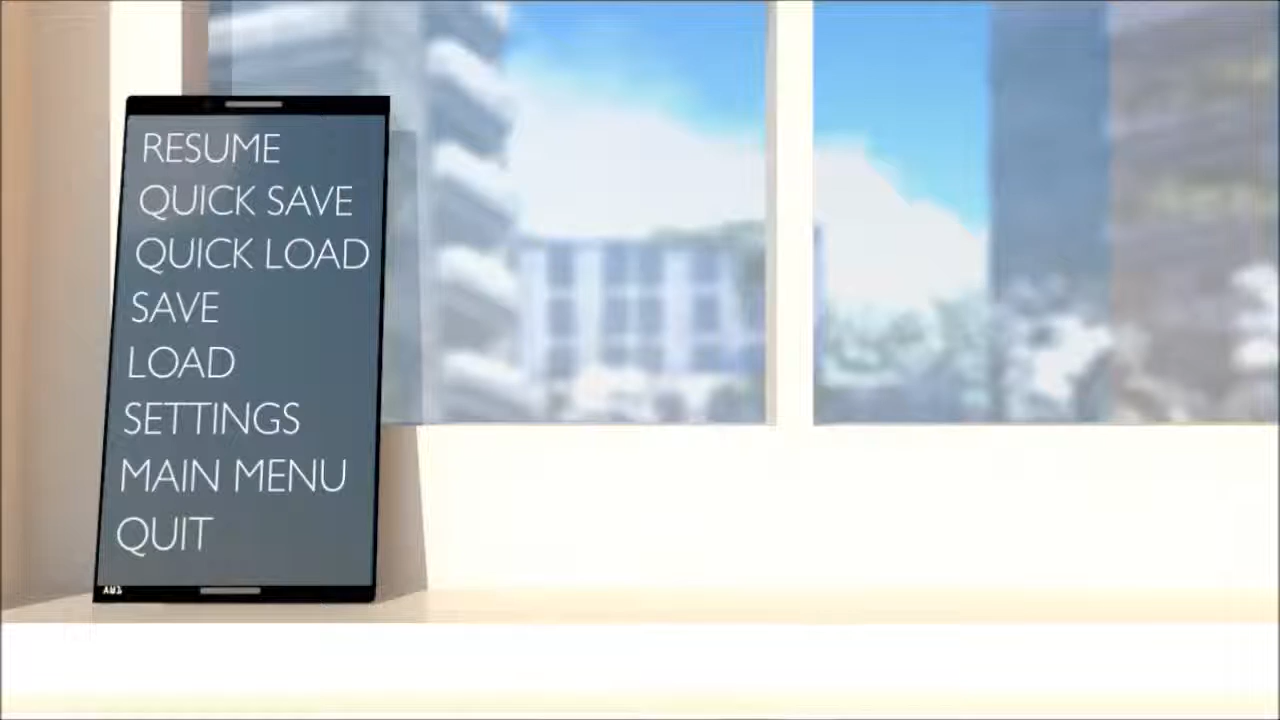 RESUME
QUICK SAVE
QUICK LOAD
SAVE
LOAD
SETTINGS
MAIN MENU
QUIT